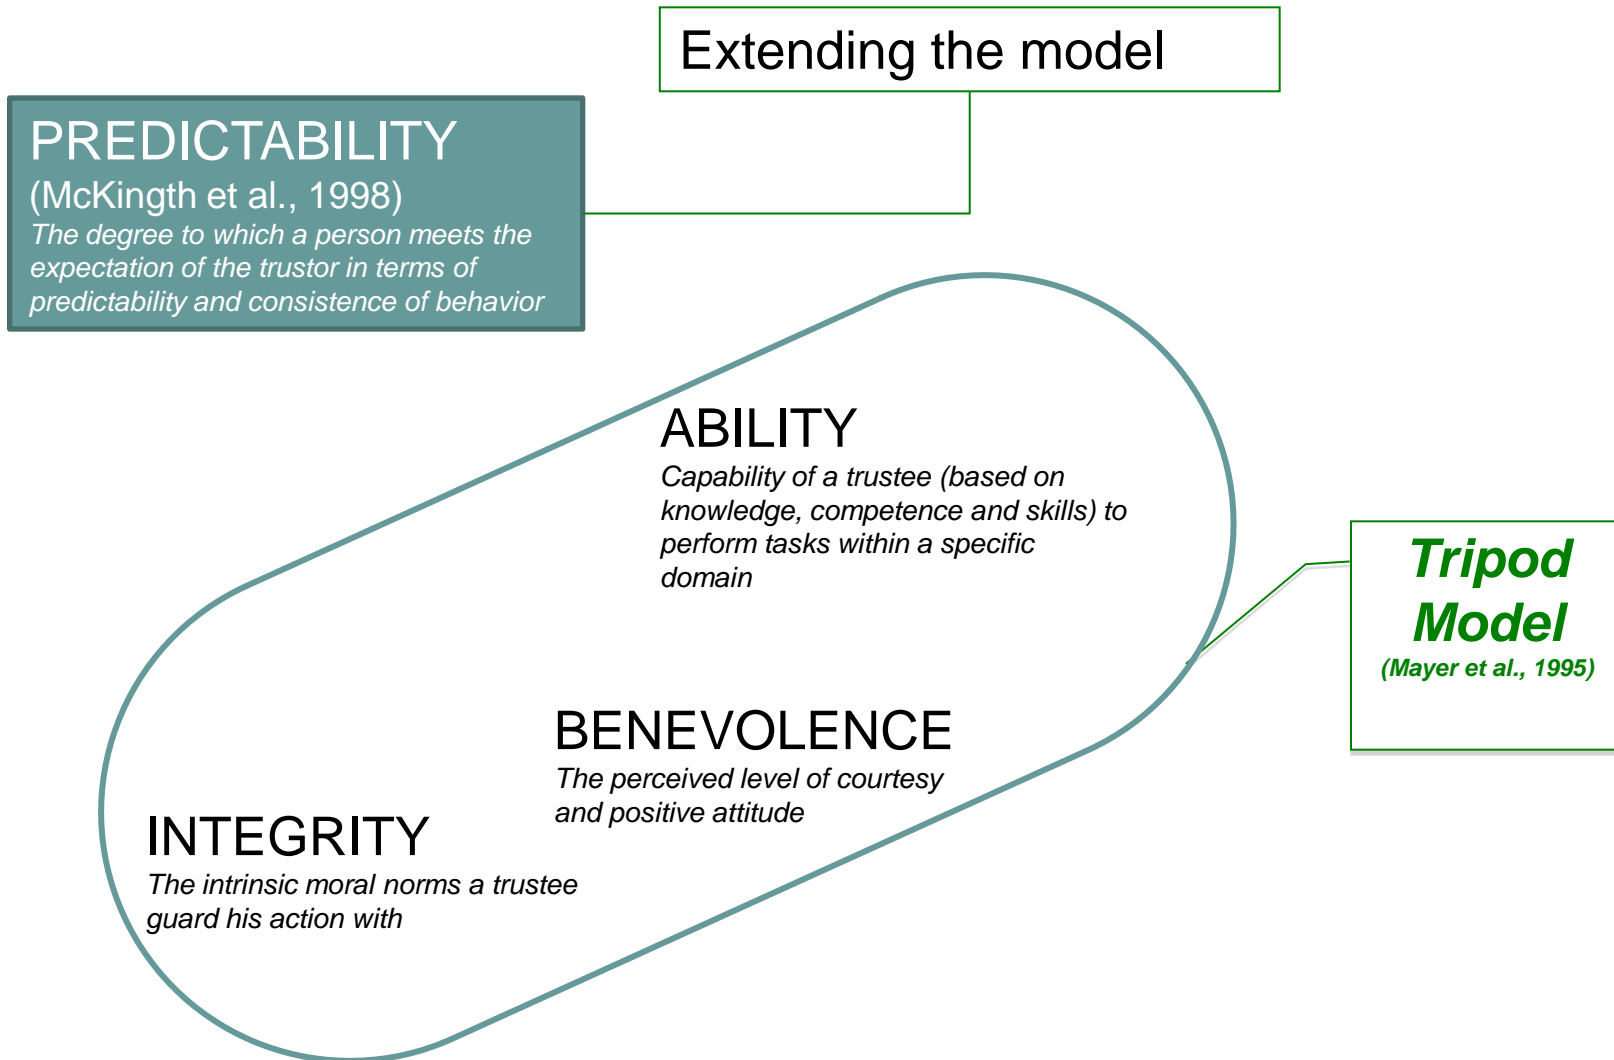 Extending the model
PREDICTABILITY
(McKingth et al., 1998)
The degree to which a person meets the
expectation of the trustor in terms of
predictability and consistence of behavior
ABILITY
Capability of a trustee (based on
knowledge, competence and skills) to
perform tasks within a specific
domain
Tripod
Model
(Mayer et al., 1995)
BENEVOLENCE
The perceived level of courtesy
and positive attitude
INTEGRITY
The intrinsic moral norms a trustee
guard his action with